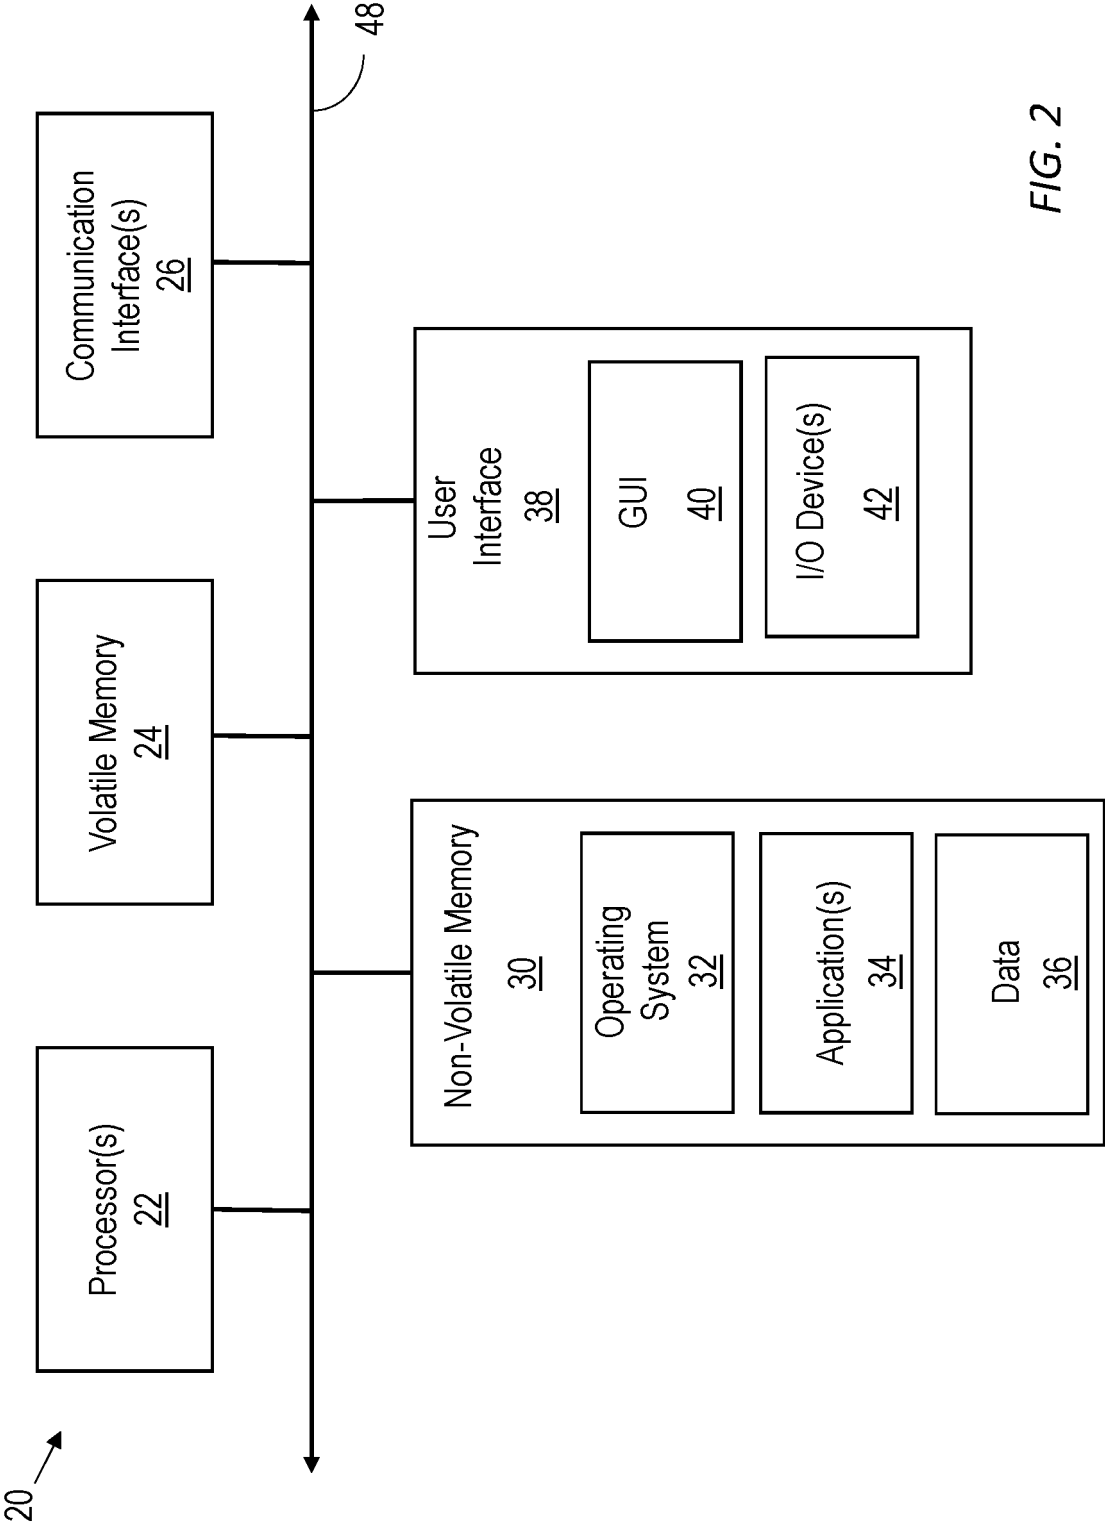 20
Processor(s)
22
Volatile Memory
24
Communication
Interface(s)
26
48
Non-Volatile Memory
30
Operating
System
32
Application(s)
34
Data
36
User
Interface
38
GUI
40
I/O Device(s)
42
FIG. 2